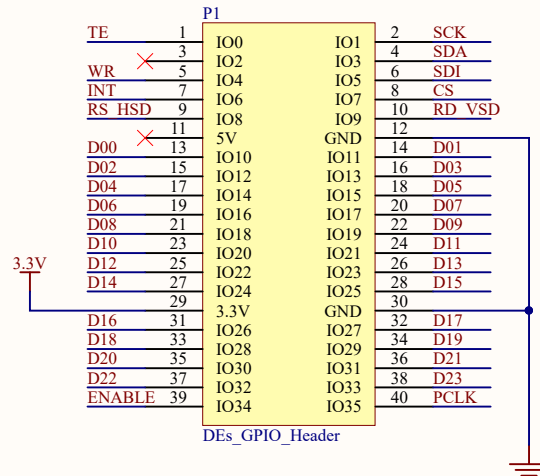 P1
TE 1 IO0 IO1 2 SCK
3 IO2 IO3 4 SDA
WR 5 IO4 IO5 6 SDI
INT 7 IO6 IO7 8 CS
RS_HSD 9 IO8 IO9 10 RD_VSD
11 5V GND 12
D00 13 IO10 IO11 14 D01
D02 15 IO12 IO13 16 D03
D04 17 IO14 IO15 18 D05
D06 19 IO16 IO17 20 D07
D08 21 IO18 IO19 22 D09
D10 23 IO20 IO21 24 D11
3.3V D12 25 IO22 IO23 26 D13
D14 27 IO24 IO25 28 D15
29 3.3V GND 30
D16 31 IO26 IO27 32 D17
D18 33 IO28 IO29 34 D19
D20 35 IO30 IO31 36 D21
D22 37 IO32 IO33 38 D23
ENABLE 39 IO34 IO35 40 PCLK
DEs_GPIO_Header